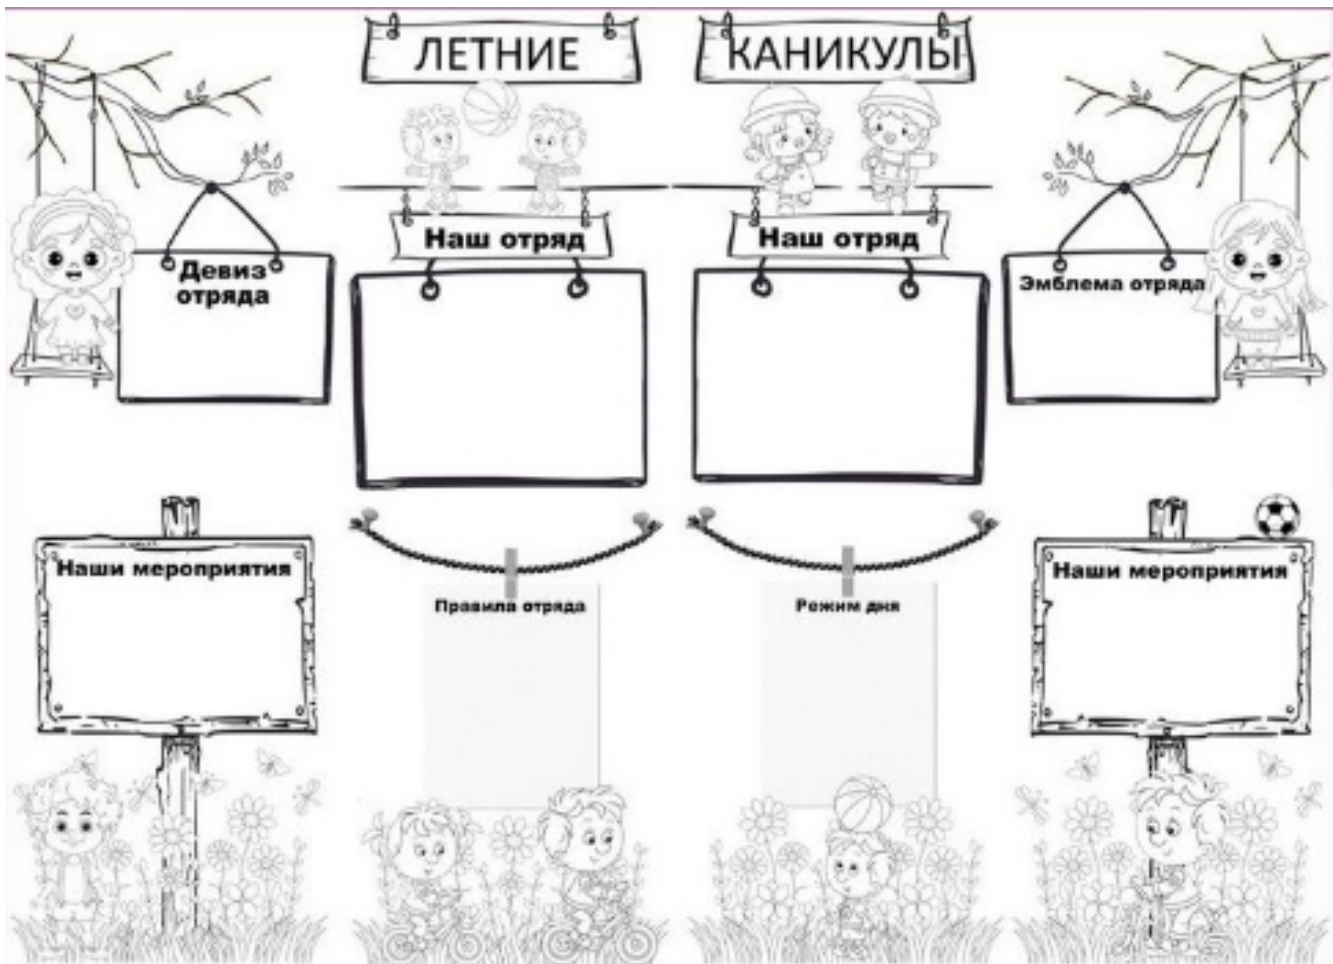 ЛЕТНИЕ КАНИКУЛЫ
Наш отряд
Наш отряд
Девиз
отряда
Эмблема отряда
Наши мероприятия
Наши мероприятия
Правила отряда
Режим дня